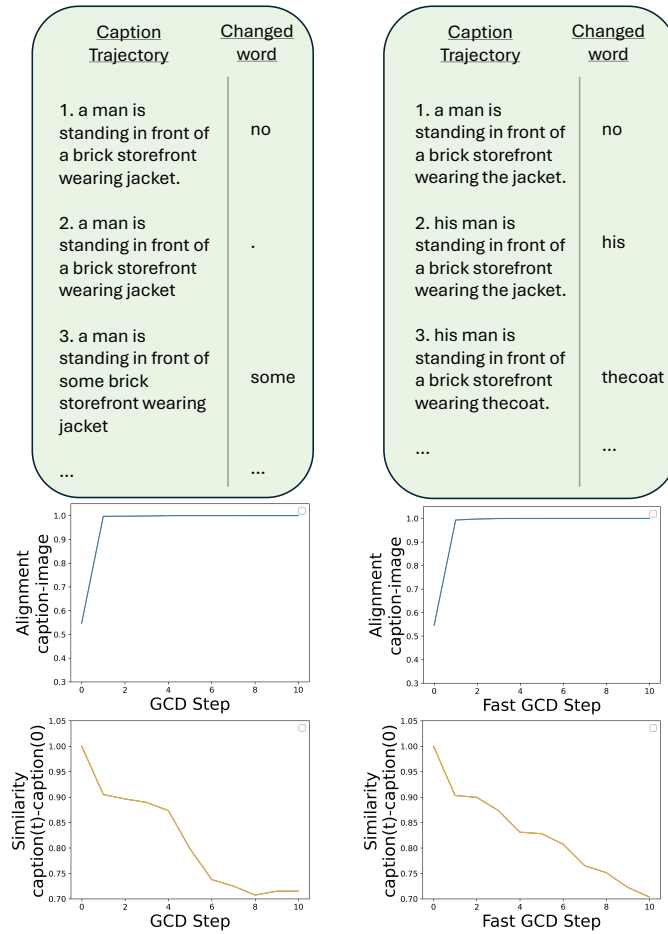 Caption
Trajectory
Changed
word
1. a man is
standing in front of
a brick storefront
wearing jacket.
no
2. a man is
standing in front of
a brick storefront
wearing jacket
.
3. a man is
standing in front of
some brick
storefront wearing
jacket
some
...
...
Caption
Trajectory
Changed
word
1. a man is
standing in front of
a brick storefront
wearing the jacket.
no
2. his man is
standing in front of
a brick storefront
wearing the jacket.
his
3. his man is
standing in front of
a brick storefront
wearing thecoat.
thecoat
...
...
Alignment
caption-image
1.0
0.9
0.8
0.7
0.6
0.5
0.4
0.3
0 2 4 6 8 10
GCD Step
Alignment
caption-image
1.0
0.9
0.8
0.7
0.6
0.5
0.4
0.3
0 2 4 6 8 10
Fast GCD Step
Similarity
caption(t)-caption(0)
1.05
1.00
0.95
0.90
0.85
0.80
0.75
0.70
0 2 4 6 8 10
GCD Step
Similarity
caption(t)-caption(0)
1.05
1.00
0.95
0.90
0.85
0.80
0.75
0.70
0 2 4 6 8 10
Fast GCD Step